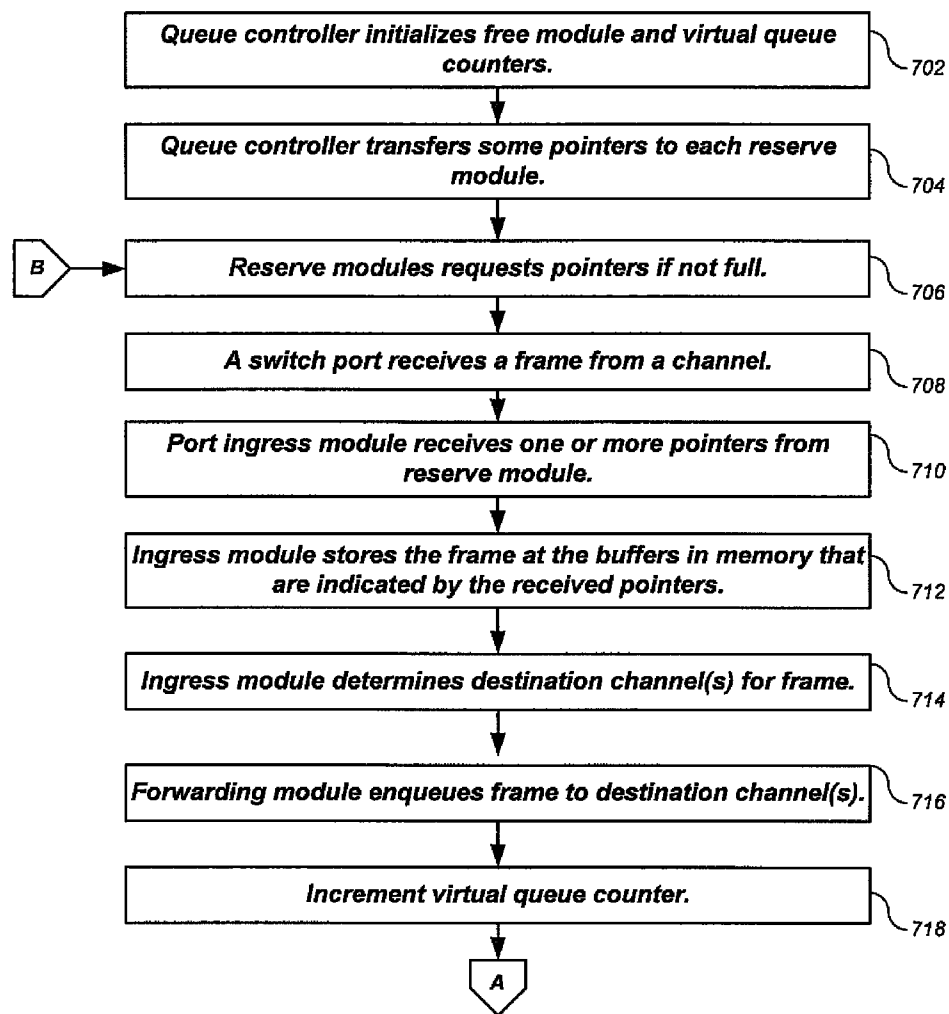 Queue controller initializes free module and virtual queue
counters.
702
Queue controller transfers some pointers to each reserve
module.
704
B
Reserve modules requests pointers if not full.
706
A switch port receives a frame from a channel.
708
Port ingress module receives one or more pointers from
reserve module.
710
Ingress module stores the frame at the buffers in memory that
are indicated by the received pointers.
712
Ingress module determines destination channel(s) for frame.
714
Forwarding module enqueues frame to destination channel(s).
716
Increment virtual queue counter.
718
A